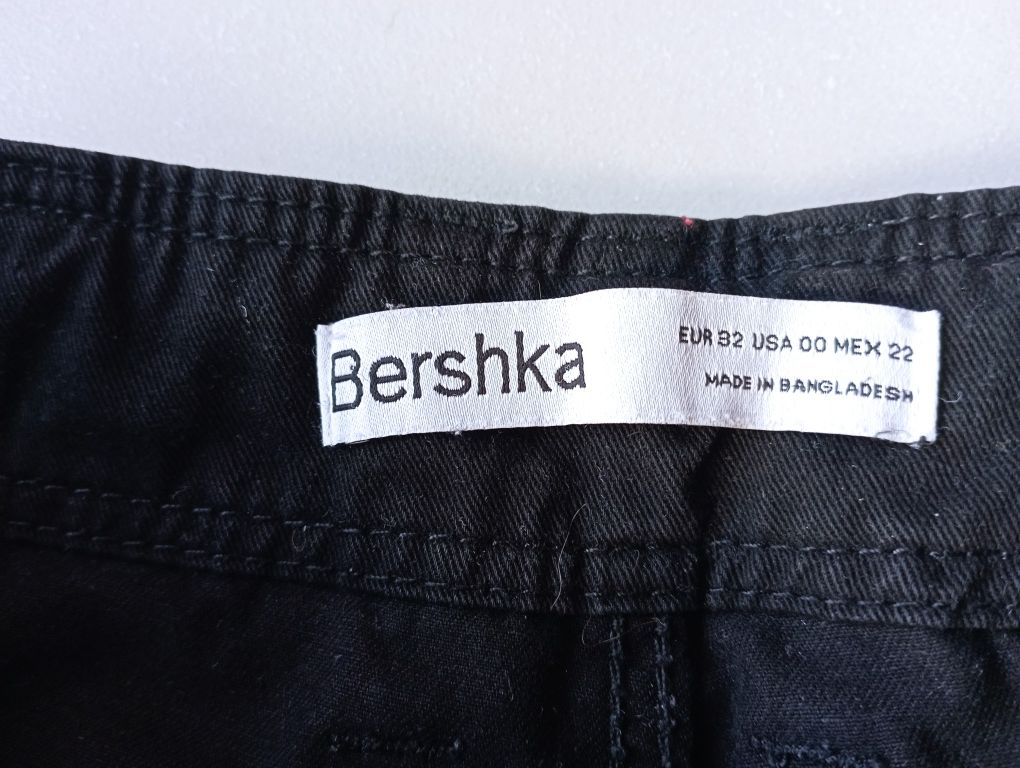 Bershka
EUR 32 USA 00 MEX 22
MADE IN BANGLADESH